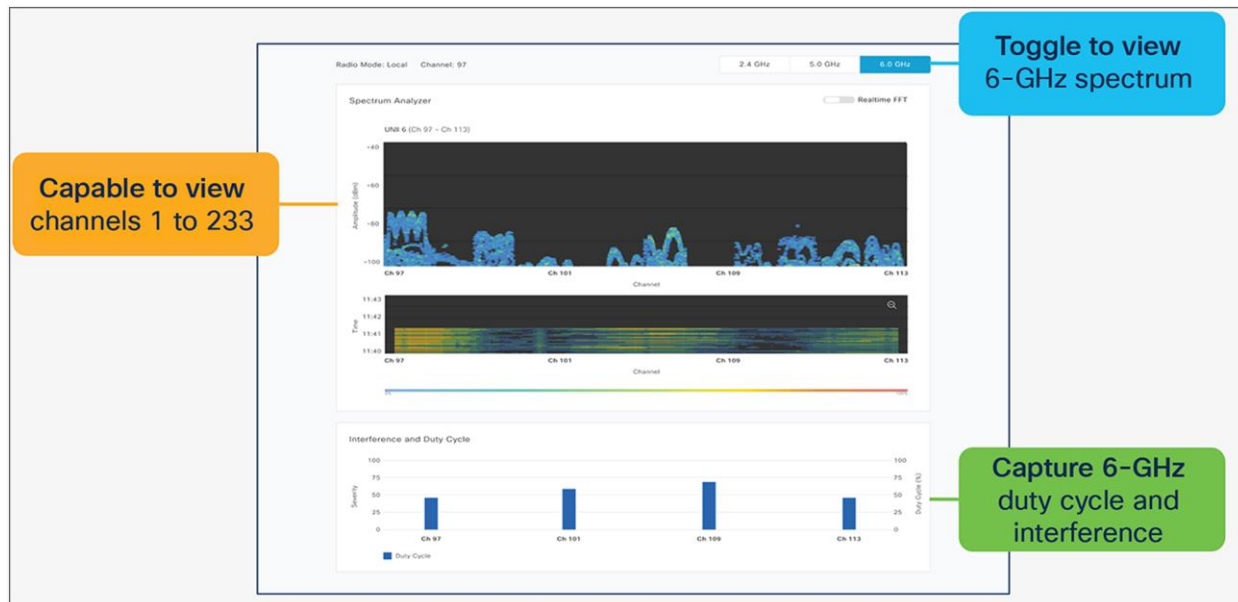 Radio Mode: Local Channel: 97
2.4 GHz 5.0 GHz 6.0 GHz
Toggle to view
6-GHz spectrum
Spectrum Analyzer
Realtime FFT
UNII 6 (Ch 97 - Ch 113)
Capable to view
channels 1 to 233
Amplitude (dBm)
-40
-60
-80
-100
Ch 97 Ch 101 Ch 109 Ch 113
Channel
Time
11:43
11:42
11:41
11:40
Ch 97 Ch 101 Ch 109 Ch 113
Channel
0% 100%
Interference and Duty Cycle
Severity
100
75
50
25
0
100
75
50
25
0
Duty Cycle (%)
Ch 97 Ch 101 Ch 109 Ch 113
Duty Cycle
Capture 6-GHz
duty cycle and
interference